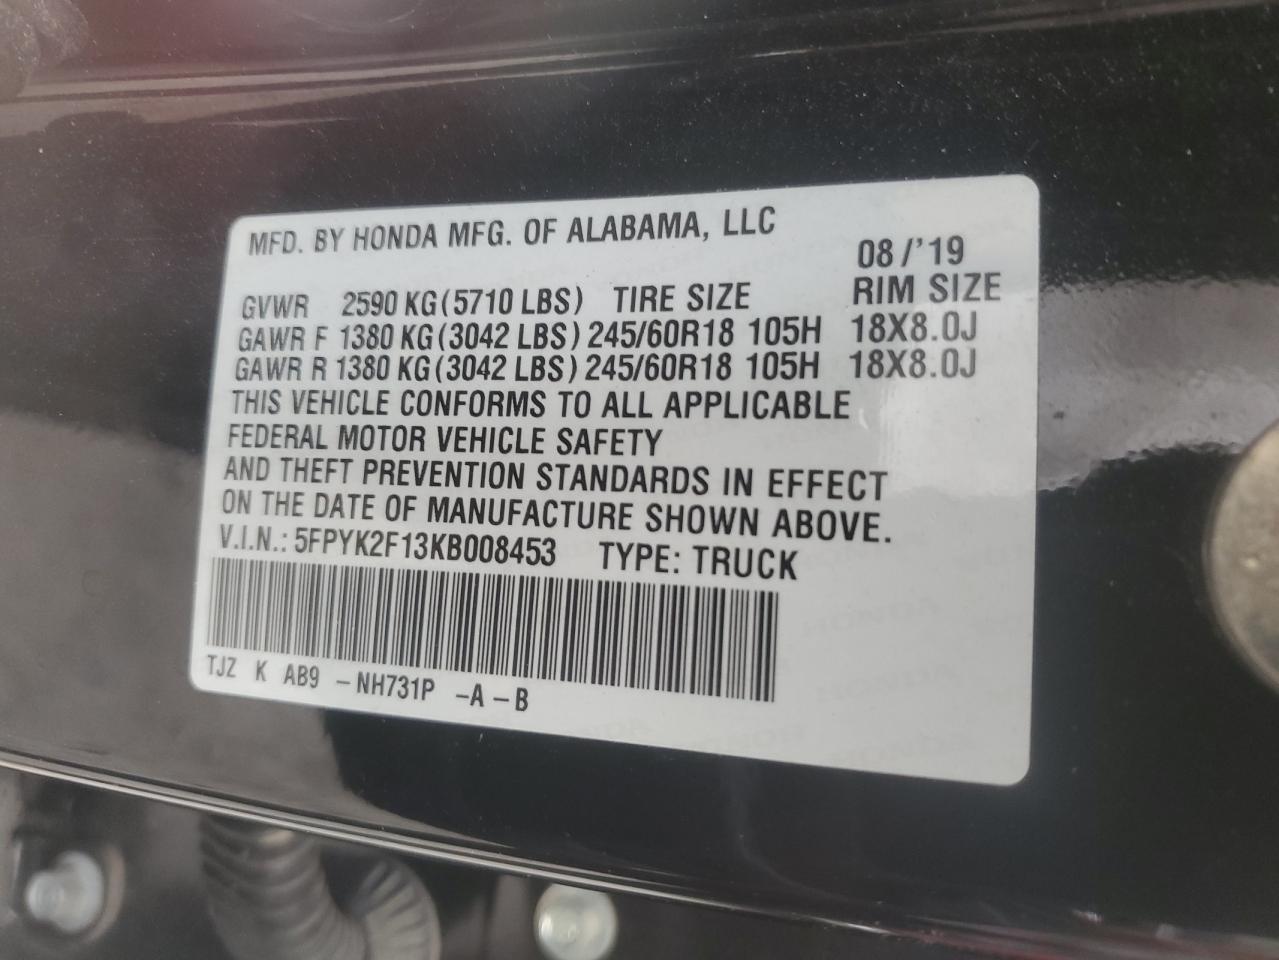 MFD. BY HONDA MFG. OF ALABAMA, LLC
08 /'19
GVWR 2590 KG(5710 LBS) TIRE SIZE RIM SIZE
GAWR F 1380 KG(3042 LBS) 245/60R18 105H 18X8.0J
GAWR R 1380 KG(3042 LBS) 245/60R18 105H 18X8.0J
THIS VEHICLE CONFORMS TO ALL APPLICABLE
FEDERAL MOTOR VEHICLE SAFETY
AND THEFT PREVENTION STANDARDS IN EFFECT
ON THE DATE OF MANUFACTURE SHOWN ABOVE.
V.I.N.: 5FPYK2F13KB008453 TYPE: TRUCK
TJZ K AB9 -NH731P -A-B